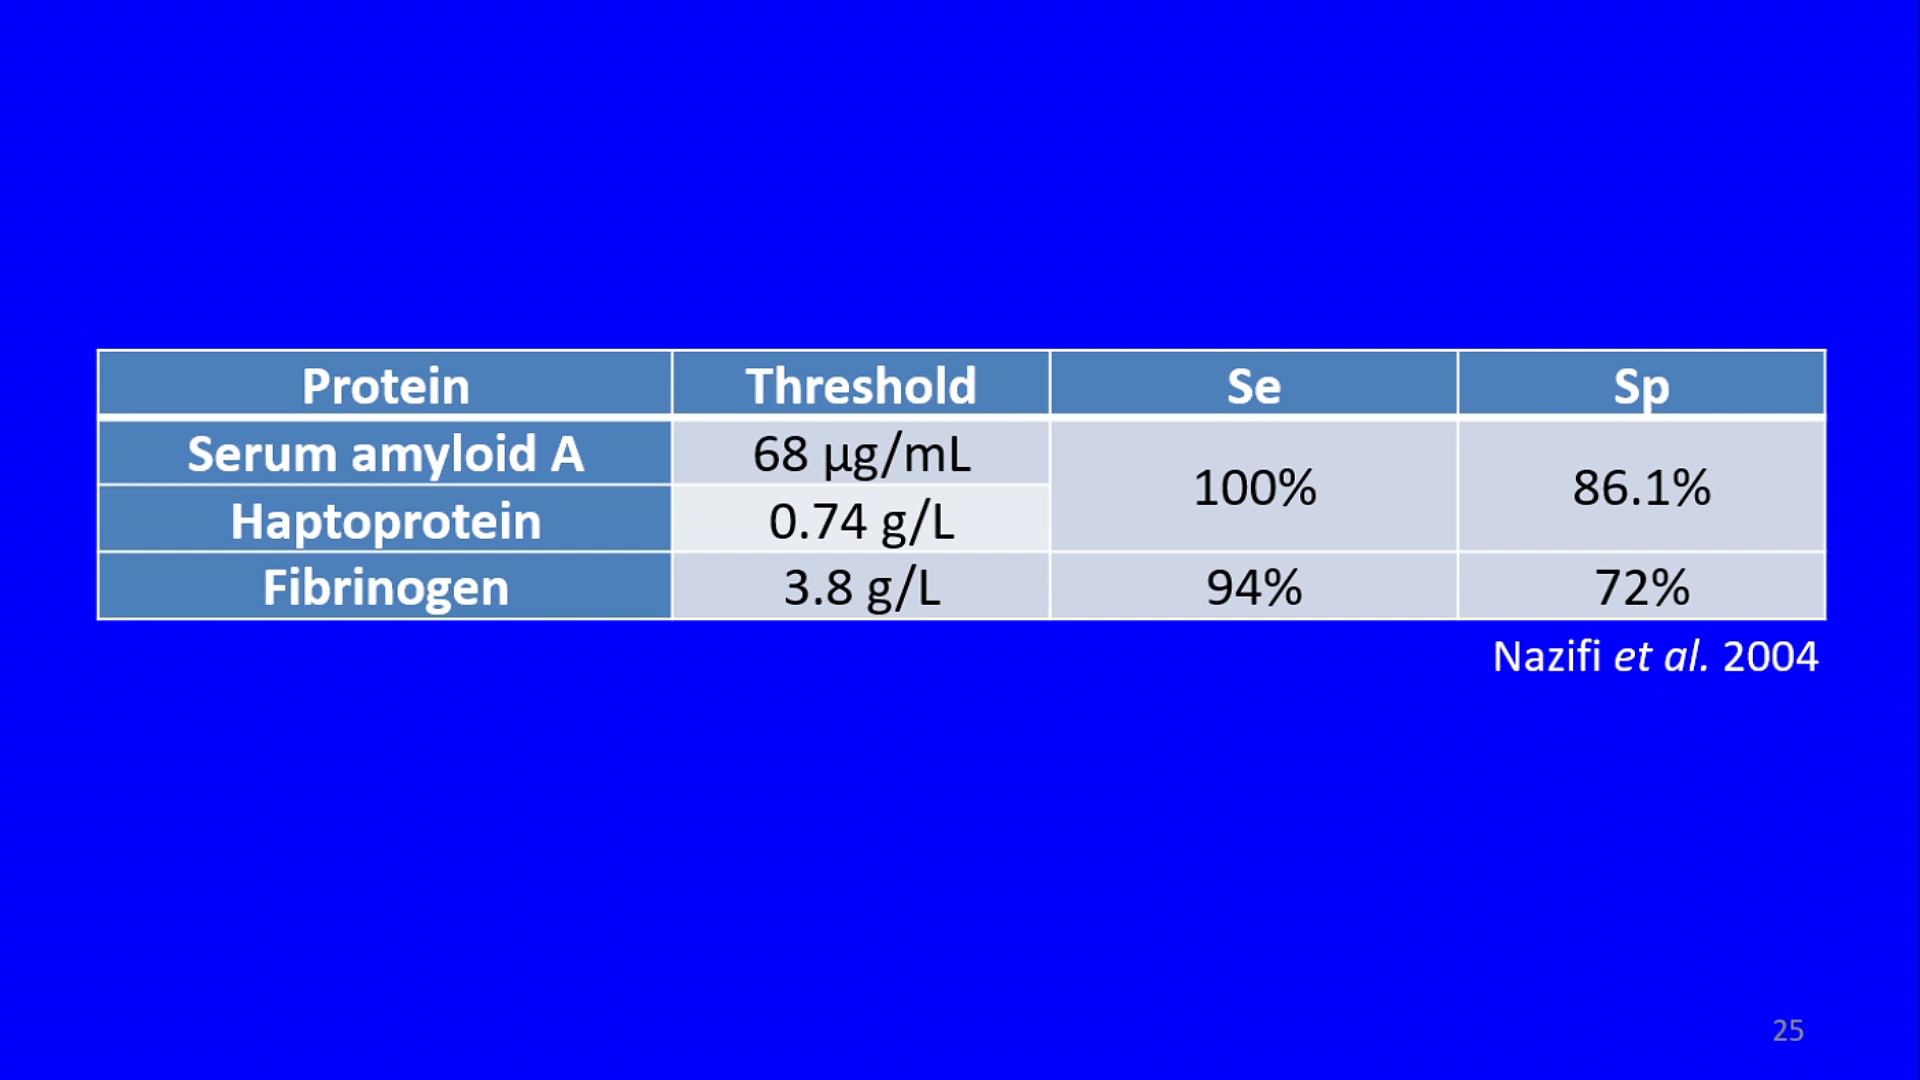 Protein Threshold Se Sp
Serum amyloid A 68 µg/mL 100% 86.1%
Haptoprotein 0.74 g/L
Fibrinogen 3.8 g/L 94% 72%
Nazifi et al. 2004
25